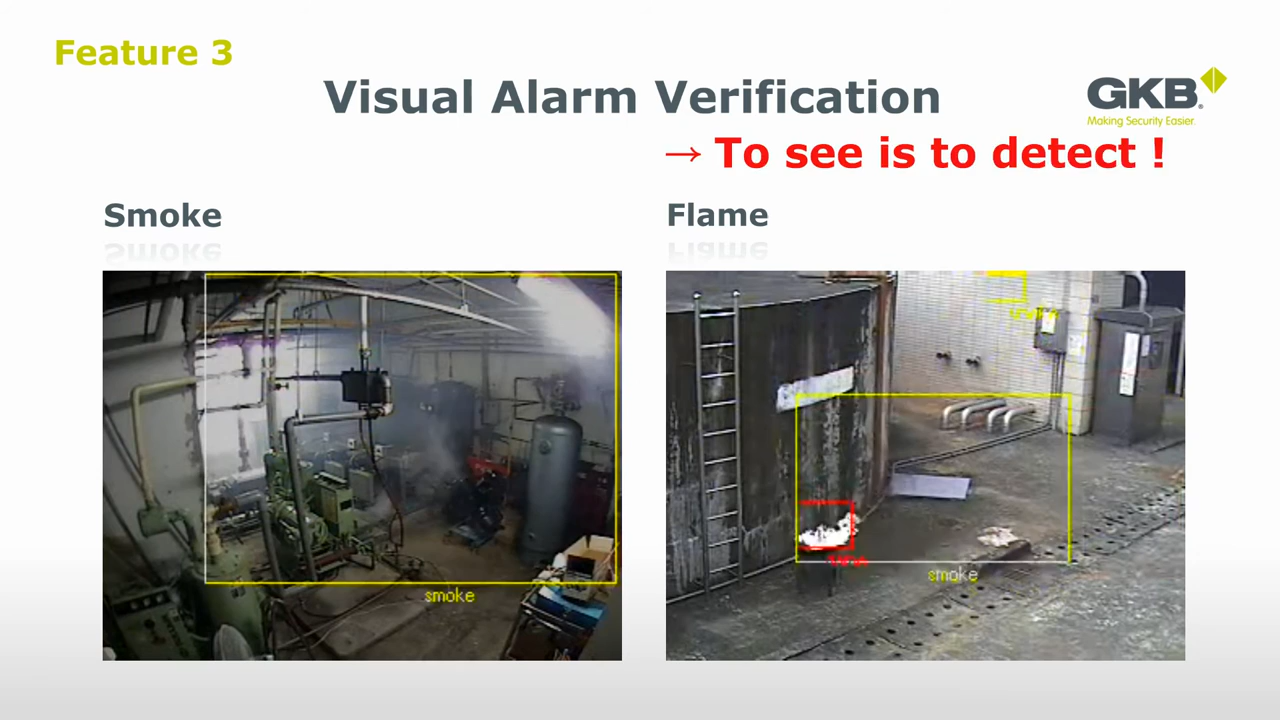 Feature 3
Visual Alarm Verification
GKB®
Making Security Easier.
→ To see is to detect !
Smoke
Flame
smoke
smoke